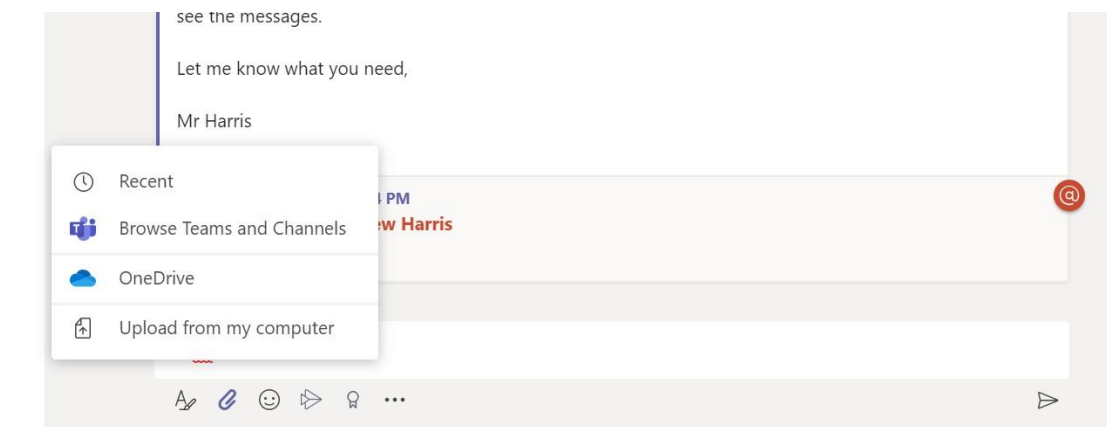 see the messages.
Let me know what you need,
Mr Harris
Recent
PM
Browse Teams and Channels
ew Harris
OneDrive
Upload from my computer